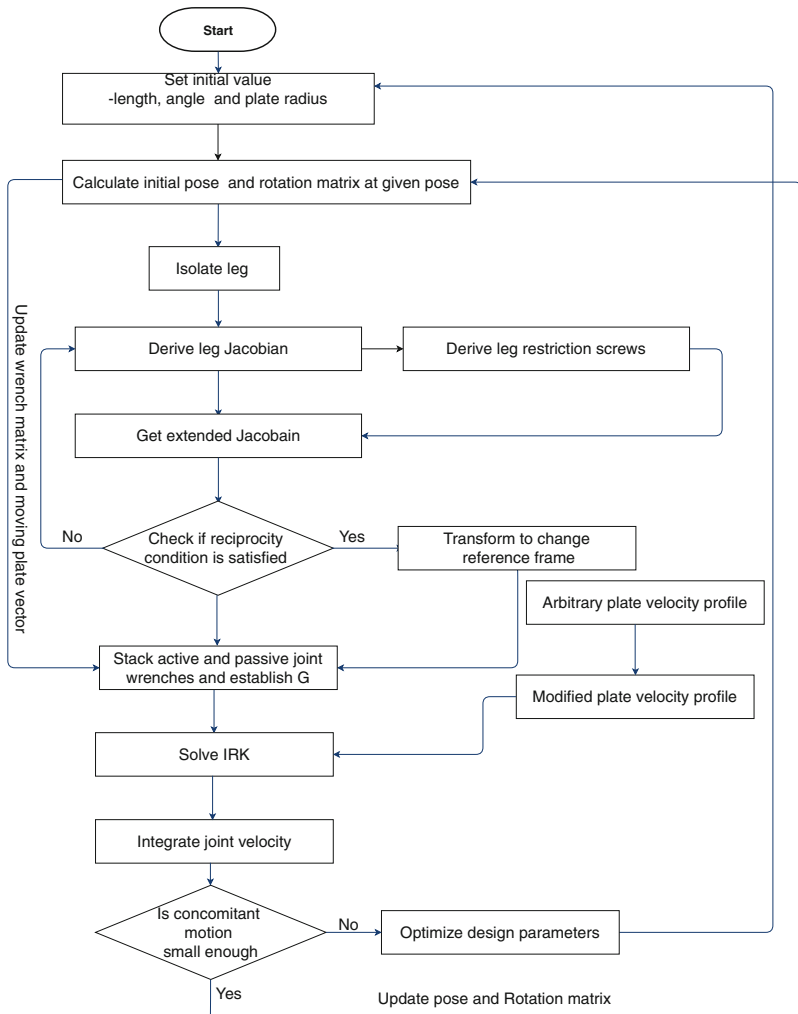 Start
Set initial value
-length, angle and plate radius
Calculate initial pose and rotation matrix at given pose
Isolate leg
Update wrench matrix and moving plate vector
Derive leg Jacobian
Derive leg restriction screws
Get extended Jacobain
No
Check if reciprocity
condition is satisfied
Yes
Transform to change
reference frame
Arbitrary plate velocity profile
Stack active and passive joint
wrenches and establish G
Modified plate velocity profile
Solve IRK
Integrate joint velocity
Is concomitant
motion
small enough
No
Optimize design parameters
Yes
Update pose and Rotation matrix